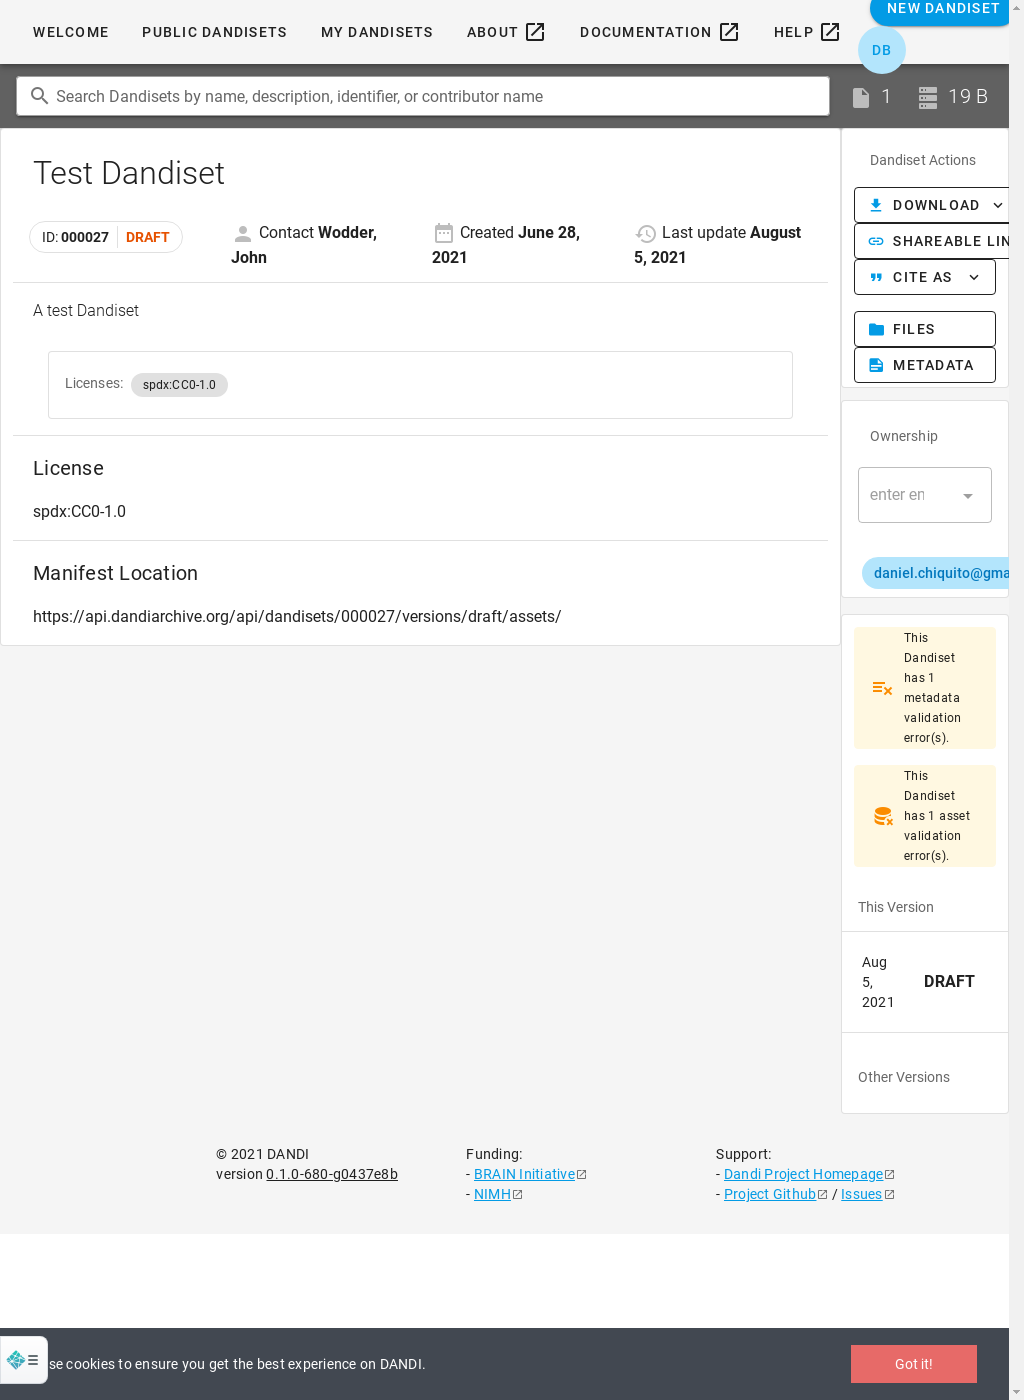 WELCOME
PUBLIC DANDISETS
MY DANDISETS
ABOUT
DOCUMENTATION
HELP
NEW DANDISET
DB
Search Dandisets by name, description, identifier, or contributor name
1
19 B
Test Dandiset
ID: 000027 DRAFT
Contact Wodder,
John
Created June 28,
2021
Last update August
5, 2021
A test Dandiset
Licenses: spdx:CC0-1.0
License
spdx:CC0-1.0
Manifest Location
https://api.dandiarchive.org/api/dandisets/000027/versions/draft/assets/
Dandiset Actions
DOWNLOAD
SHAREABLE LIN
CITE AS
FILES
METADATA
Ownership
enter en
daniel.chiquito@gma
This
Dandiset
has 1
metadata
validation
error(s).
This
Dandiset
has 1 asset
validation
error(s).
This Version
Aug
5,
2021
DRAFT
Other Versions
© 2021 DANDI
version 0.1.0-680-g0437e8b
Funding:
- BRAIN Initiative
- NIMH
Support:
- Dandi Project Homepage
- Project Github / Issues
se cookies to ensure you get the best experience on DANDI.
Got it!